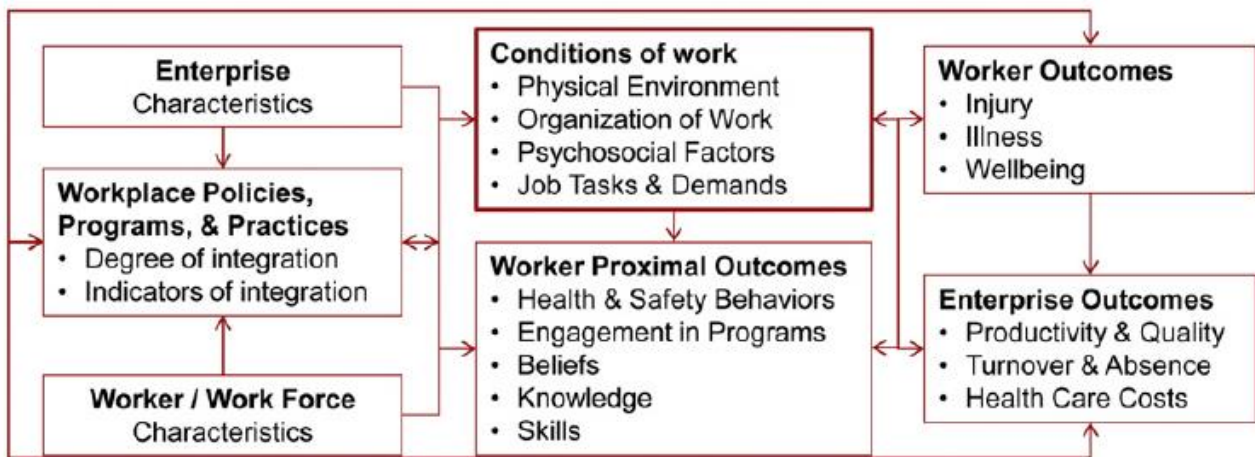 Enterprise
Characteristics
Workplace Policies,
Programs, & Practices
• Degree of integration
• Indicators of integration
Worker / Work Force
Characteristics
Conditions of work
• Physical Environment
• Organization of Work
• Psychosocial Factors
• Job Tasks & Demands
Worker Proximal Outcomes
• Health & Safety Behaviors
• Engagement in Programs
• Beliefs
• Knowledge
• Skills
Worker Outcomes
• Injury
• Illness
• Wellbeing
Enterprise Outcomes
• Productivity & Quality
• Turnover & Absence
• Health Care Costs